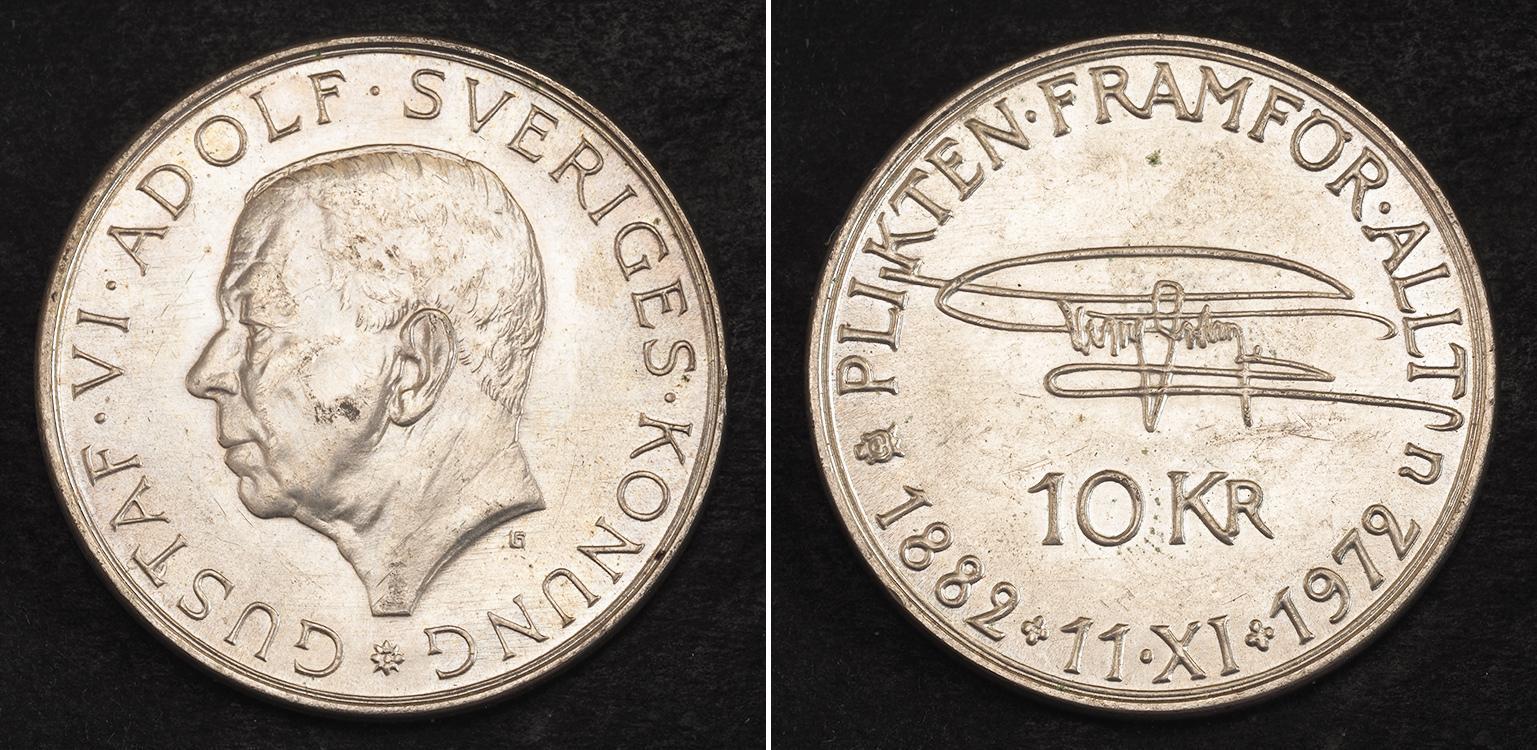 GUSTAF · VI · ADOLF · SVERIGES · KONUNG
G
PLIKTEN · FRAMFÖR · ALLT
10 KR
1882 11 · XI 1972